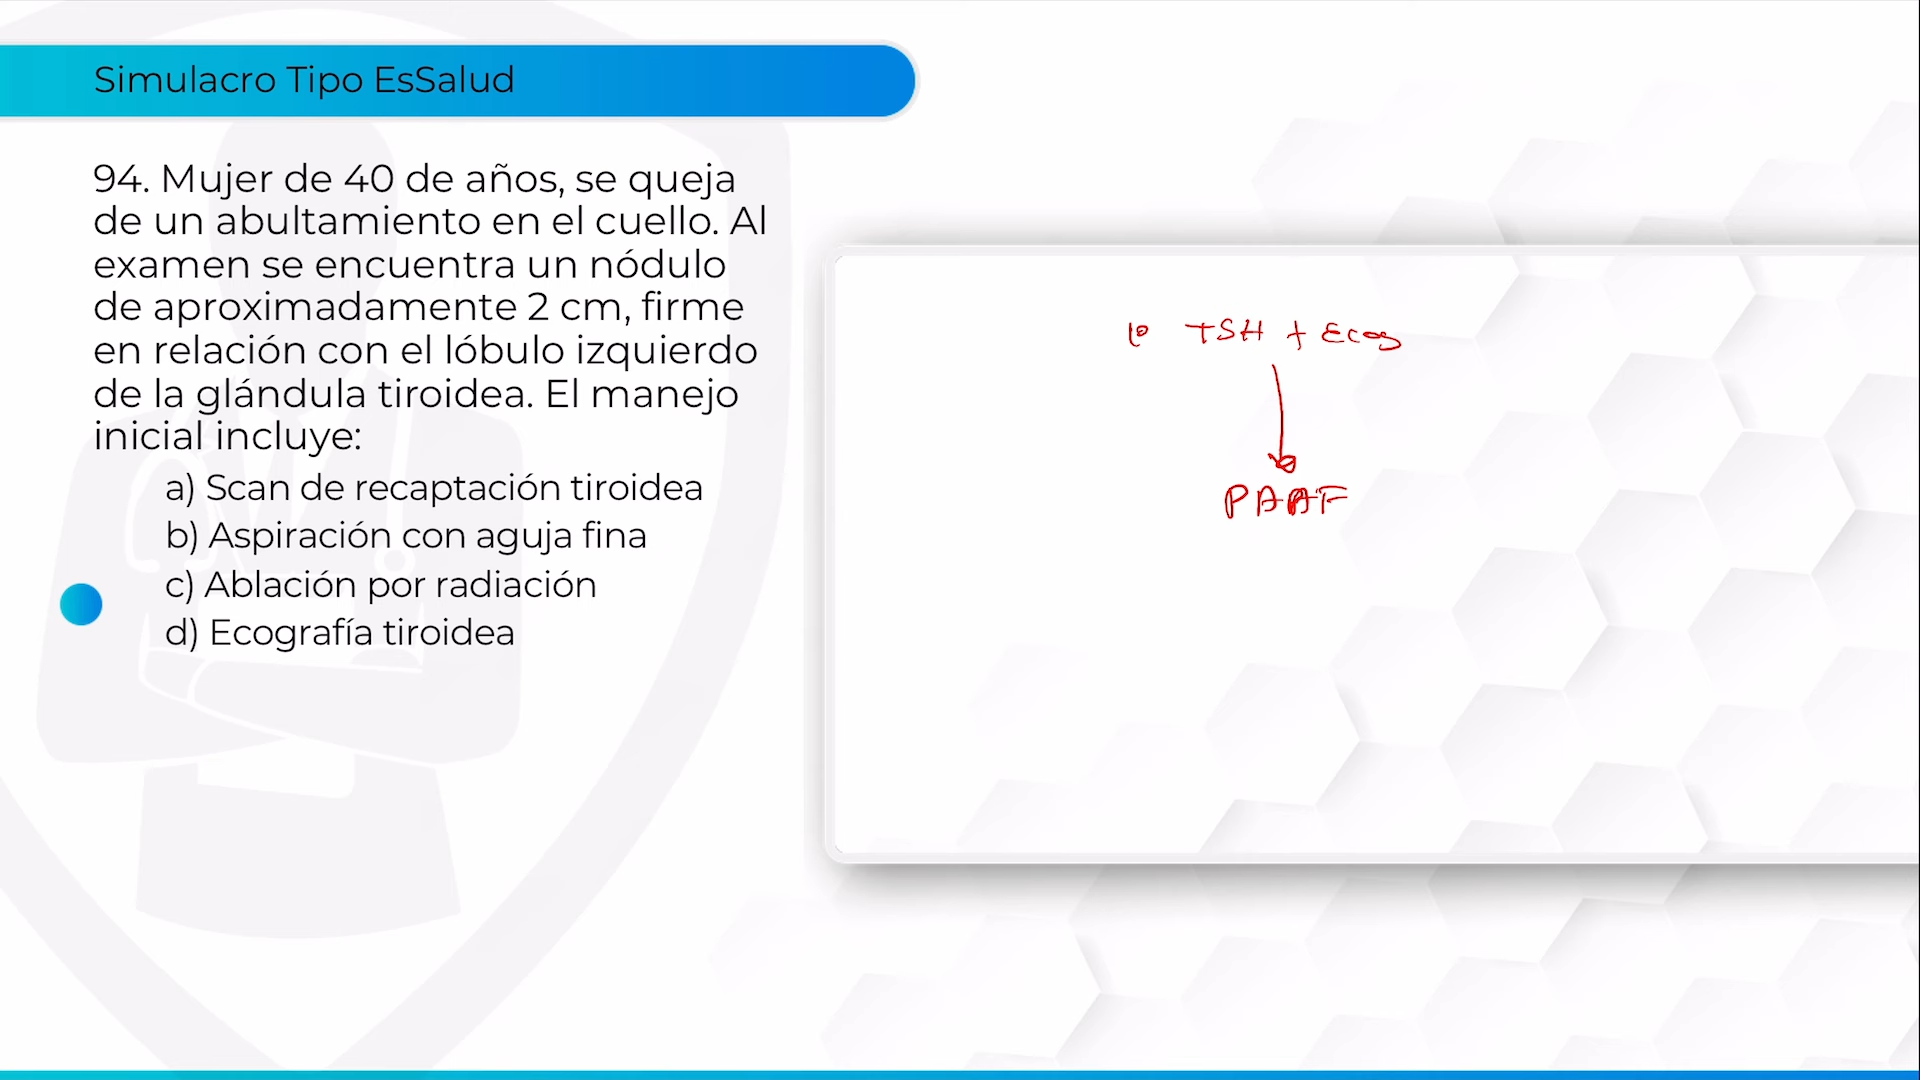 Simulacro Tipo EsSalud
94. Mujer de 40 de años, se queja
de un abultamiento en el cuello. Al
examen se encuentra un nódulo
de aproximadamente 2 cm, firme
en relación con el lóbulo izquierdo
de la glándula tiroidea. El manejo
inicial incluye:
a) Scan de recaptación tiroidea
b) Aspiración con aguja fina
c) Ablación por radiación
d) Ecografía tiroidea
1º TSH + Ecog
PAAF